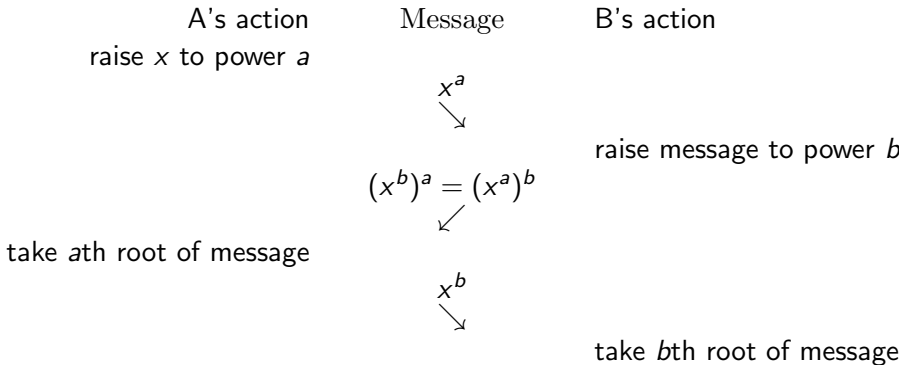 A's action Message B's action
raise x to power a
x^a
↘
raise message to power b
(x^b)^a = (x^a)^b
↙
take ath root of message
x^b
↘
take bth root of message